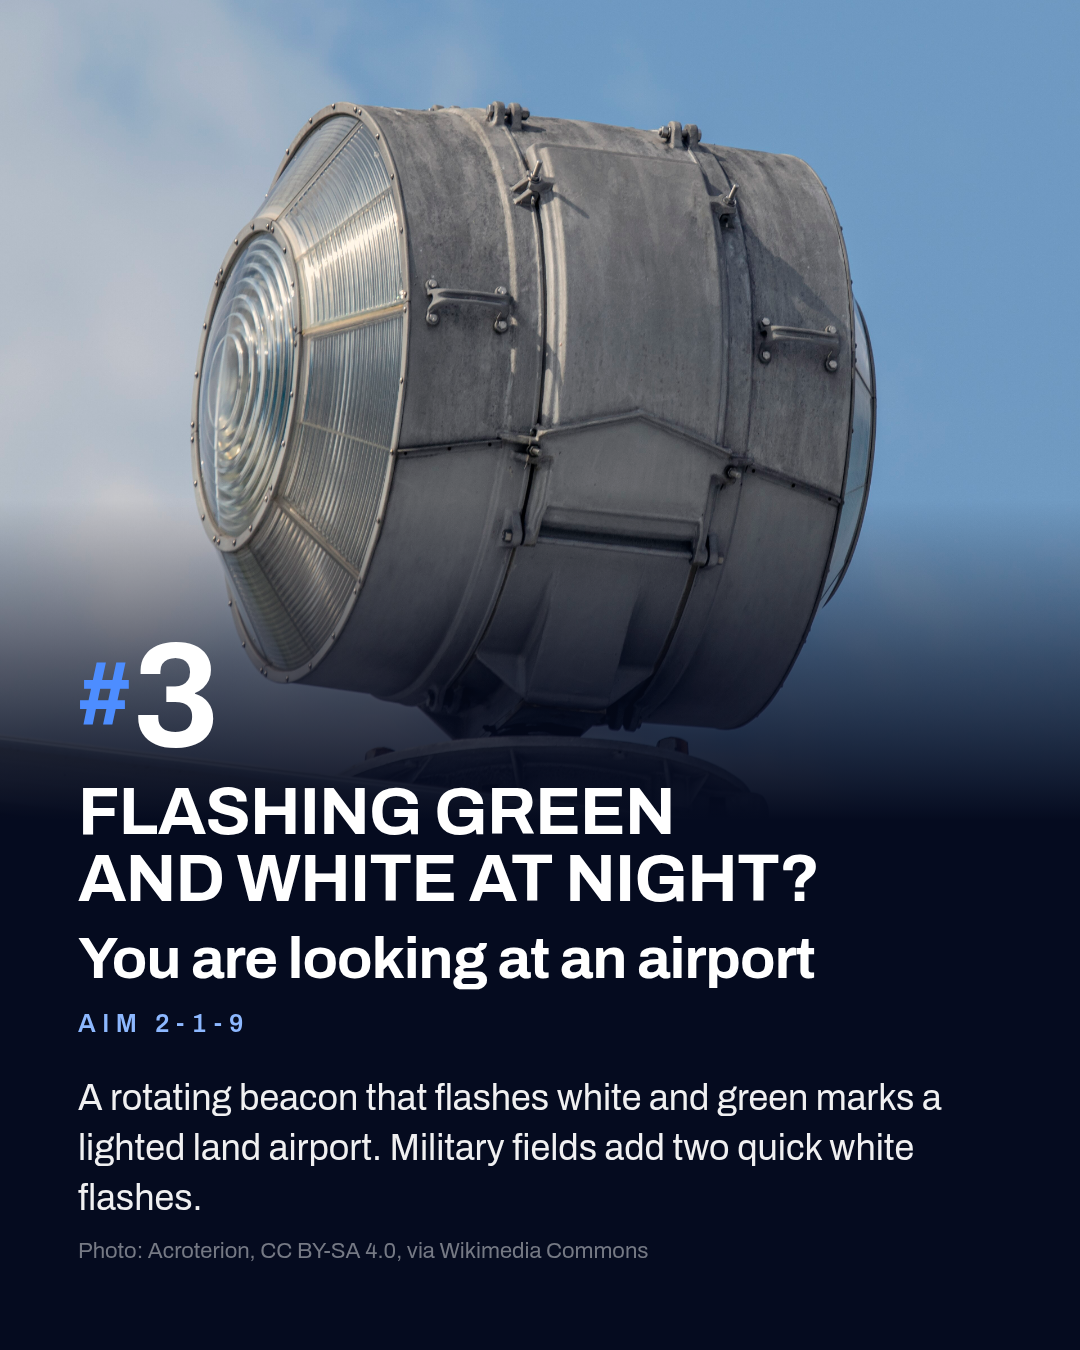 #3
FLASHING GREEN
AND WHITE AT NIGHT?
You are looking at an airport
AIM 2-1-9
A rotating beacon that flashes white and green marks a
lighted land airport. Military fields add two quick white
flashes.
Photo: Acroterion, CC BY-SA 4.0, via Wikimedia Commons